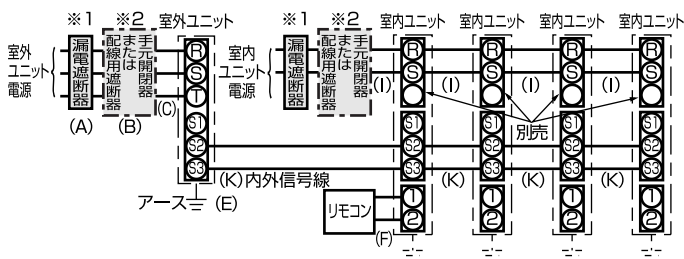 ※1
※2
室外ユニット
室外
ユニット
電源
漏電遮断器
手元開閉器
または
配線用遮断器
(A)
(B)
(C)
R
S
T
S1
S2
S3
アース
(E)
(K)内外信号線
※1
※2
室内
ユニット
電源
漏電遮断器
手元開閉器
または
配線用遮断器
室内ユニット
室内ユニット
室内ユニット
室内ユニット
(I)
(I)
(I)
(I)
R
S
R
S
R
S
R
S
別売
S1
S2
S3
S1
S2
S3
S1
S2
S3
S1
S2
S3
(K)
(K)
(K)
リモコン
(F)
1
2
1
2
1
2
1
2